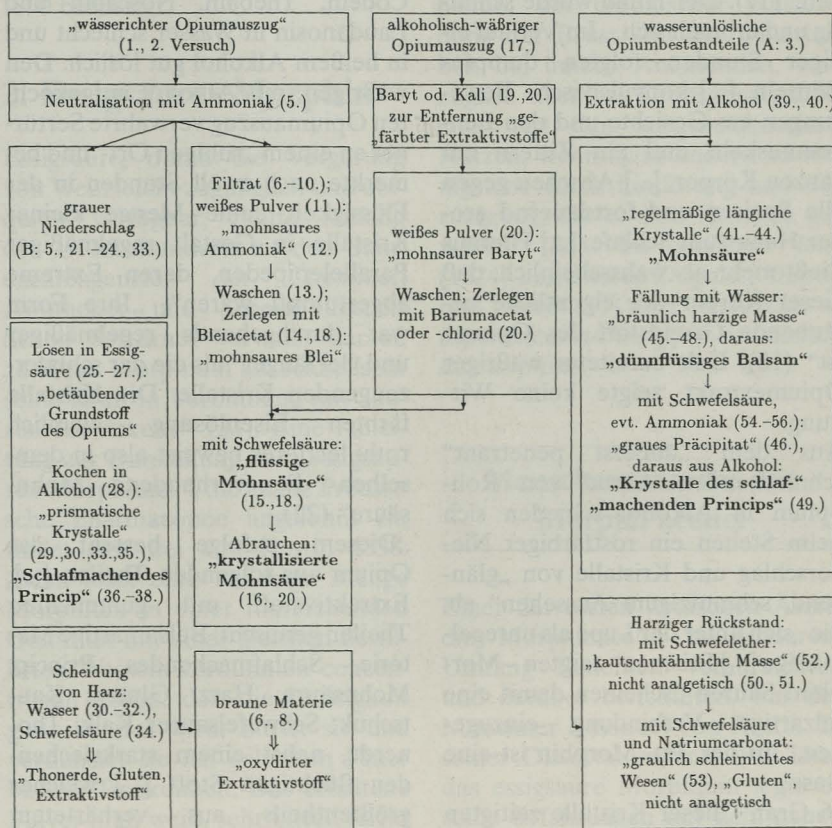 „wässerichter Opiumauszug“
(1., 2. Versuch)
Neutralisation mit Ammoniak (5.)
grauer
Niederschlag
(B: 5., 21.–24., 33.)
Lösen in Essig-
säure (25.–27.):
„betäubender
Grundstoff
des Opiums“
Kochen in
Alkohol (28.):
„prismatische
Krystalle“
(29.,30.,33.,35.),
„Schlafmachendes
Princip“ (36.–38.)
Scheidung
von Harz:
Wasser (30.–32.),
Schwefelsäure (34.)
„Thonerde, Gluten,
Extraktivstoff“
Filtrat (6.–10.);
weißes Pulver (11.):
„mohnsaures
Ammoniak“ (12.)
Waschen (13.);
Zerlegen mit
Bleiacetat (14.,18.):
„mohnsaures Blei“
mit Schwefelsäure:
„flüssige
Mohnsäure“
(15.,18.)
Abrauchen:
„krystallisierte
Mohnsäure“
(16., 20.)
braune Materie
(6., 8.)
„oxydirter
Extraktivstoff“
alkoholisch-wäßriger
Opiumauszug (17.)
Baryt od. Kali (19.,20.)
zur Entfernung „ge-
färbter Extraktivstoffe“
weißes Pulver (20.):
„mohnsaurer Baryt“
Waschen; Zerlegen
mit Bariumacetat
oder -chlorid (20.)
wasserunlösliche
Opiumbestandteile (A: 3.)
Extraktion mit Alkohol (39., 40.)
„regelmäßige längliche
Krystalle“ (41.–44.)
„Mohnsäure“
Fällung mit Wasser:
„bräunlich harzige Masse“
(45.–48.), daraus:
„dünnflüssiges Balsam“
mit Schwefelsäure,
evt. Ammoniak (54.–56.):
„graues Präcipitat“ (46.),
daraus aus Alkohol:
„Krystalle des schlaf-“
„machenden Princips“ (49.)
Harziger Rückstand:
mit Schwefelether:
„kautschukähnliche Masse“ (52.)
nicht analgetisch (50., 51.)
mit Schwefelsäure
und Natriumcarbonat:
„graulich schleimichtes
Wesen“ (53), „Gluten“,
nicht analgetisch